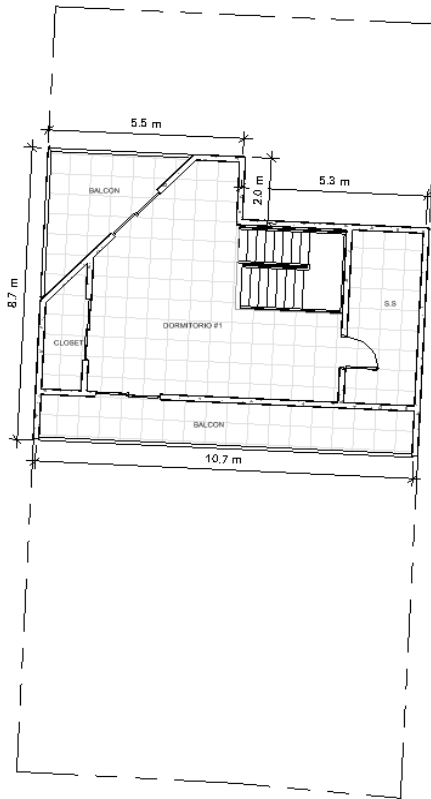 5.5 m
BALCON
2.0 m
5.3 m
8.7 m
S.S
DORMITORIO #1
CLOSET
BALCON
10.7 m